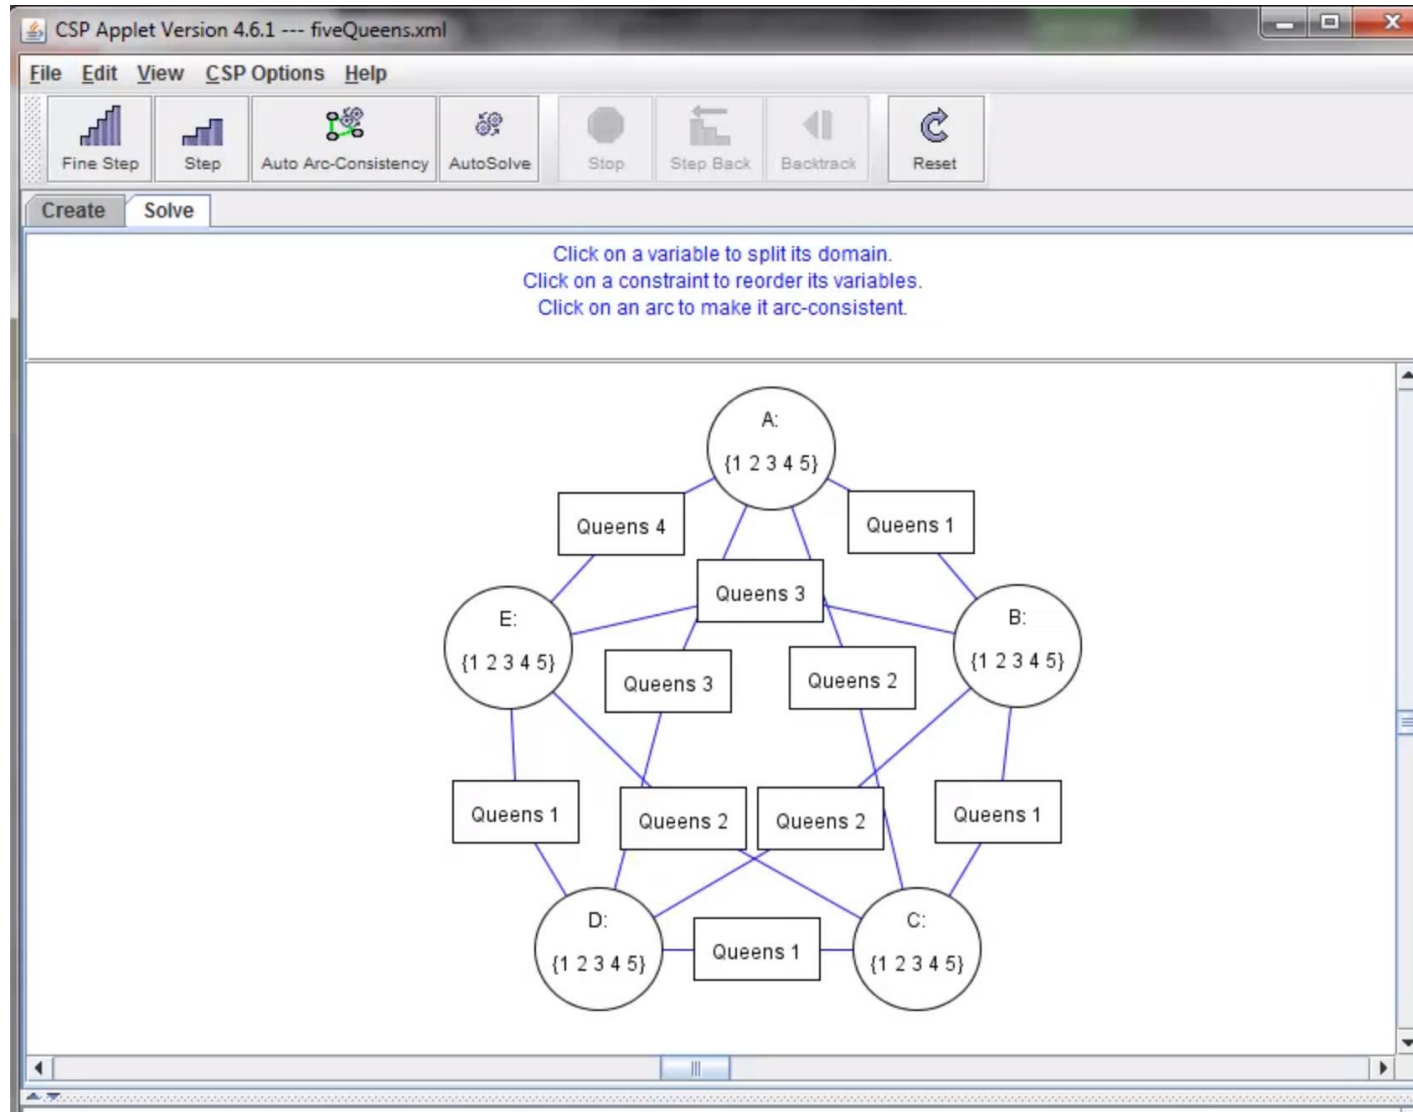 CSP Applet Version 4.6.1 --- fiveQueens.xml
File Edit View CSP Options Help
Fine Step Step Auto Arc-Consistency AutoSolve Stop Step Back Backtrack Reset
Create Solve
Click on a variable to split its domain.
Click on a constraint to reorder its variables.
Click on an arc to make it arc-consistent.
A:
{1 2 3 4 5}
Queens 4
Queens 1
Queens 3
E:
{1 2 3 4 5}
B:
{1 2 3 4 5}
Queens 3
Queens 2
Queens 1
Queens 2
Queens 2
Queens 1
D:
{1 2 3 4 5}
C:
{1 2 3 4 5}
Queens 1